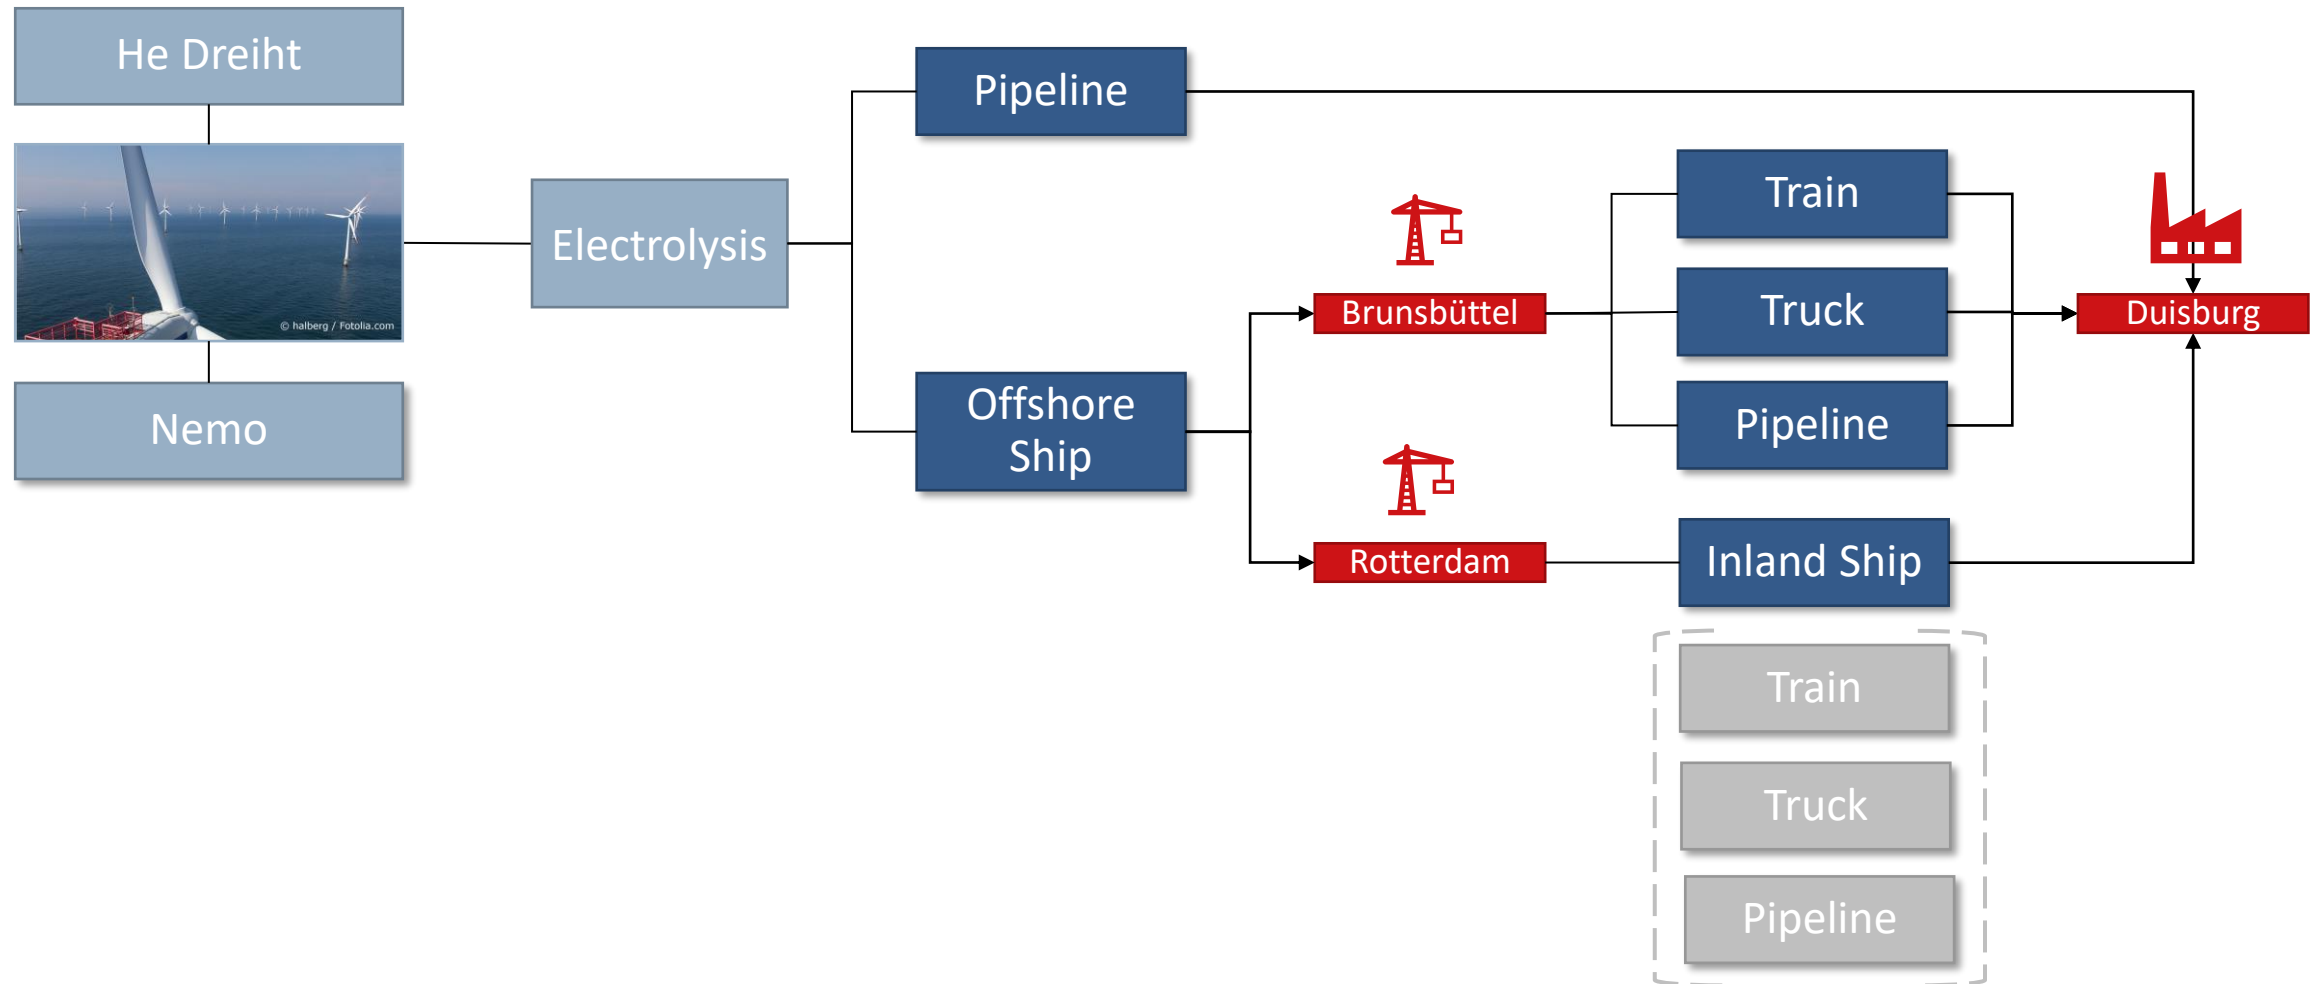 He Dreiht
© halberg / Fotolia.com
Nemo
Electrolysis
Pipeline
Offshore
Ship
Brunsbüttel
Rotterdam
Train
Truck
Pipeline
Inland Ship
Train
Truck
Pipeline
Duisburg